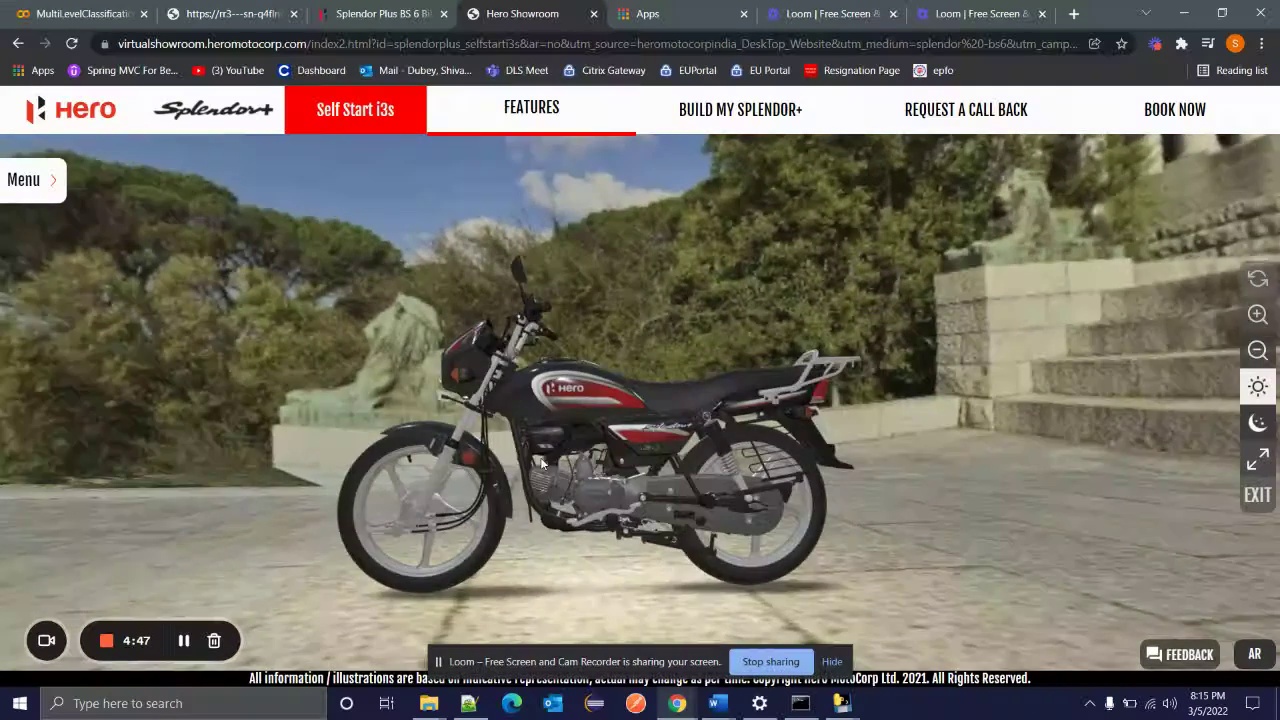 MultiLevelClassificati
https://rr3---sn-q4flrn
Splendor Plus BS 6 Bi
Hero Showroom
Apps
Loom | Free Screen &
Loom | Free Screen &
virtualshowroom.heromotocorp.com/index2.html?id=splendorplus_selfstarti3s&ar=no&utm_source=heromotocorpindia_DeskTop_Website&utm_medium=splendor%20-bs6&utm_camp...
Apps
Spring MVC For Be...
(3) YouTube
Dashboard
Mail - Dubey, Shiva...
DLS Meet
Citrix Gateway
EUPortal
EU Portal
Resignation Page
epfo
Reading list
Hero
Splendor+
Self Start i3s
FEATURES
BUILD MY SPLENDOR+
REQUEST A CALL BACK
BOOK NOW
Menu
Hero
Splendor+
EXIT
4:47
Loom – Free Screen and Cam Recorder is sharing your screen.
Stop sharing
Hide
FEEDBACK
AR
All information / illustrations are based on indicative representation, actual may change as per time. Copyright Hero MotoCorp Ltd. 2021. All Rights Reserved.
Type here to search
8:15 PM
3/5/2022